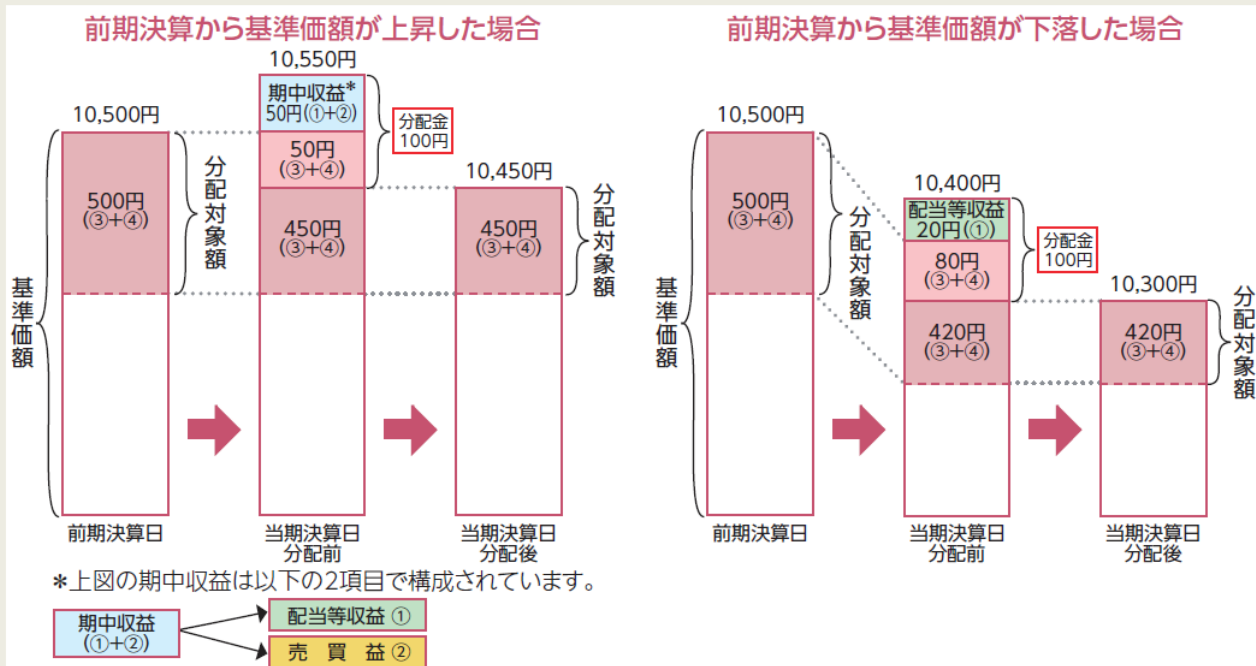 前期決算から基準価額が上昇した場合
10,500円
500円
(③+④)
分配対象額
基準価額
10,550円
期中収益*
50円(①+②)
50円
(③+④)
450円
(③+④)
分配金
100円
10,450円
450円
(③+④)
分配対象額
前期決算日
当期決算日
分配前
当期決算日
分配後
*上図の期中収益は以下の2項目で構成されています。
期中収益
(①+②)
配当等収益 ①
売 買 益 ②
前期決算から基準価額が下落した場合
10,500円
500円
(③+④)
分配対象額
基準価額
10,400円
配当等収益
20円(①)
80円
(③+④)
420円
(③+④)
分配金
100円
10,300円
420円
(③+④)
分配対象額
前期決算日
当期決算日
分配前
当期決算日
分配後